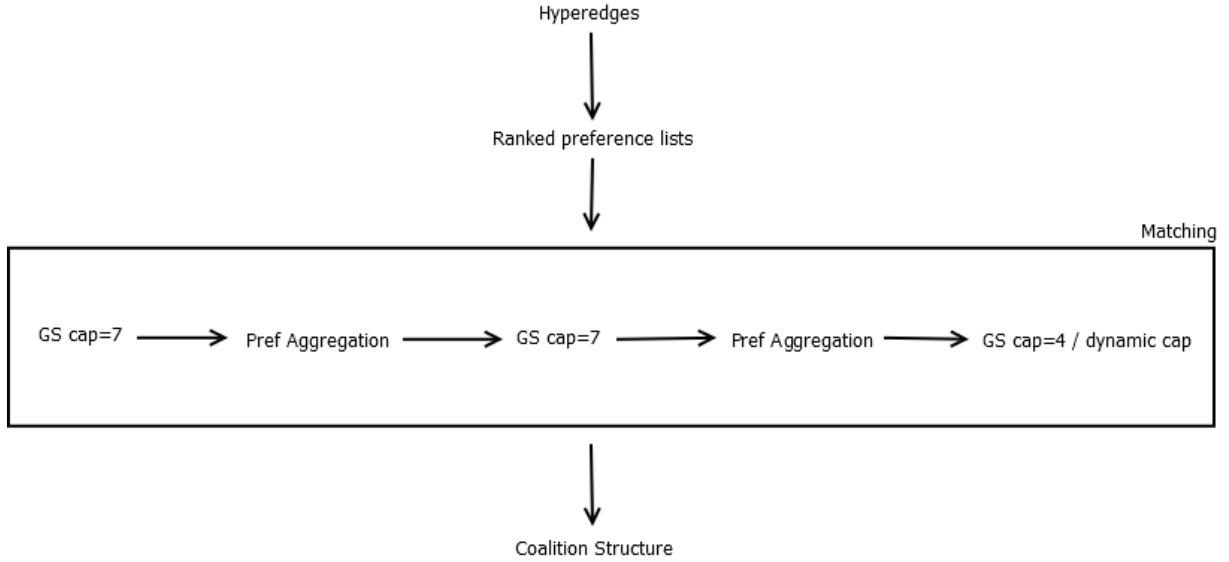 Hyperedges
Ranked preference lists
Matching
GS cap=7
Pref Aggregation
GS cap=7
Pref Aggregation
GS cap=4 / dynamic cap
Coalition Structure